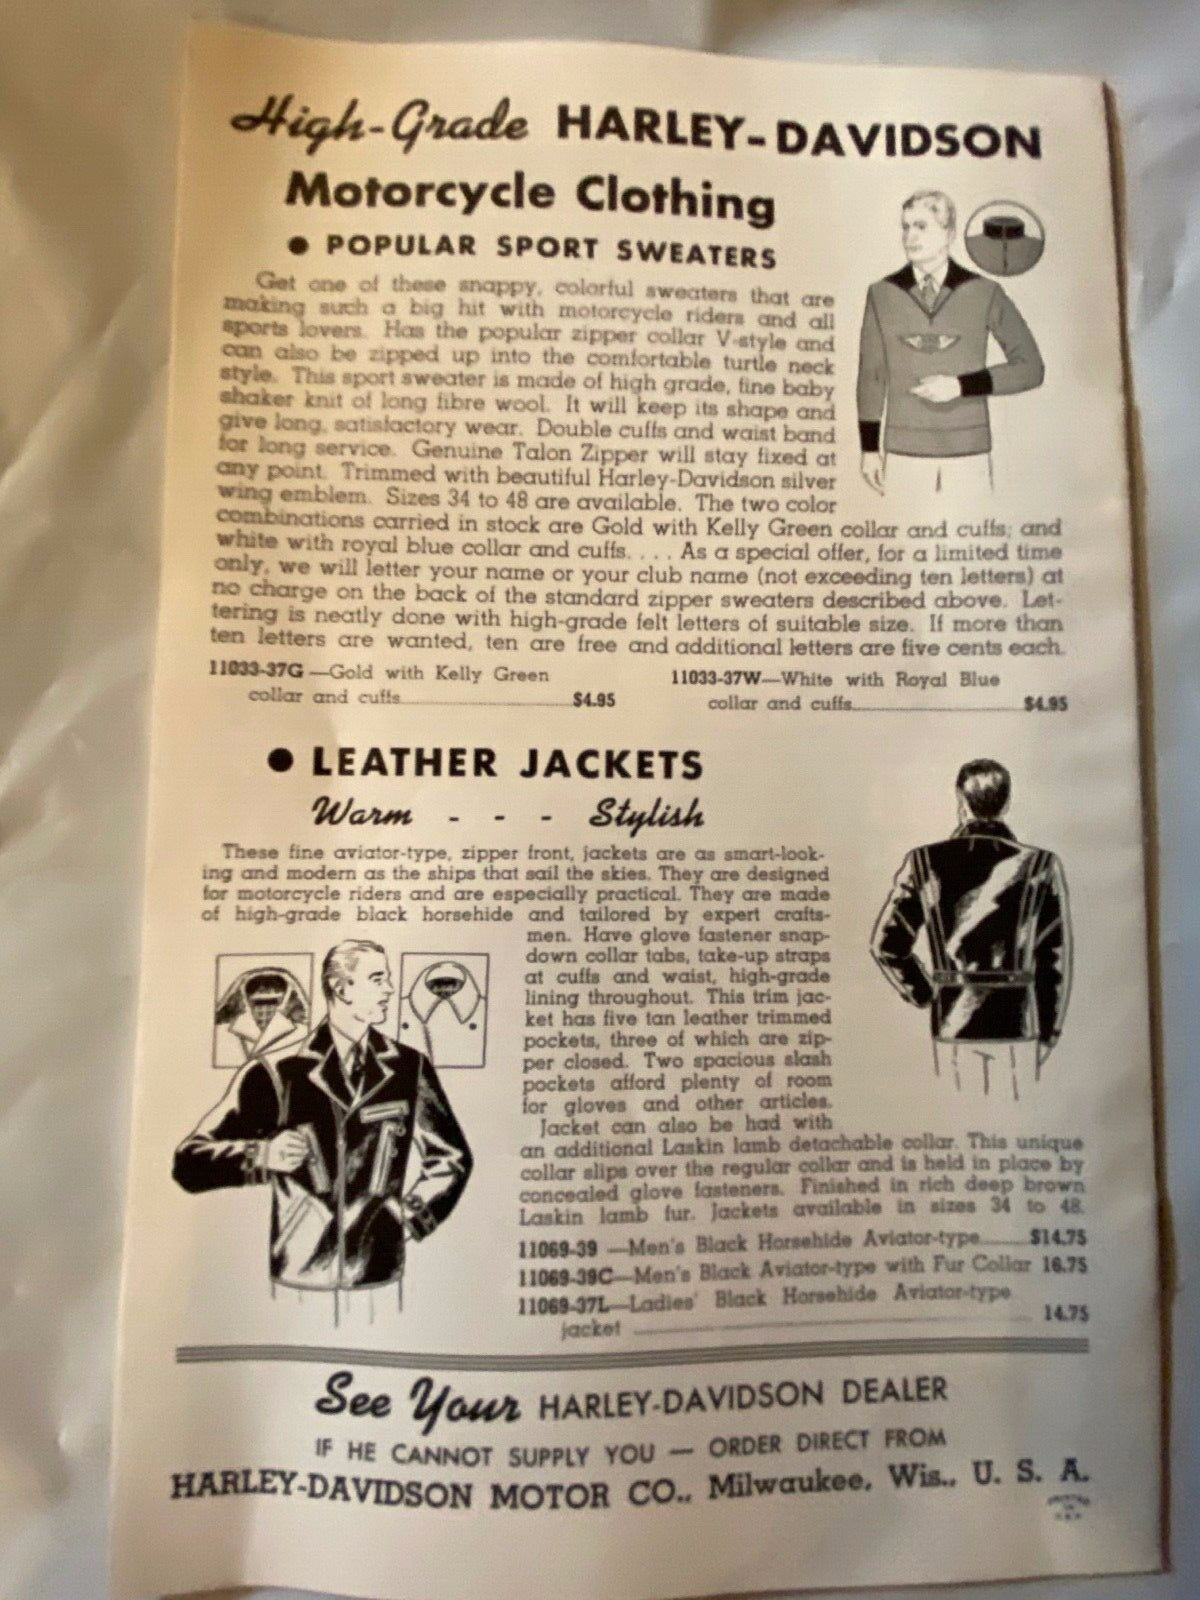 High-Grade HARLEY-DAVIDSON
Motorcycle Clothing
● POPULAR SPORT SWEATERS
Get one of these snappy, colorful sweaters that are
making such a big hit with motorcycle riders and all
sports lovers. Has the popular zipper collar V-style and
can also be zipped up into the comfortable turtle neck
style. This sport sweater is made of high grade, fine baby
shaker knit of long fibre wool. It will keep its shape and
give long, satisfactory wear. Double cuffs and waist band
for long service. Genuine Talon Zipper will stay fixed at
any point. Trimmed with beautiful Harley-Davidson silver
wing emblem. Sizes 34 to 48 are available. The two color
combinations carried in stock are Gold with Kelly Green collar and cuffs; and
white with royal blue collar and cuffs. . . . As a special offer, for a limited time
only, we will letter your name or your club name (not exceeding ten letters) at
no charge on the back of the standard zipper sweaters described above. Let-
tering is neatly done with high-grade felt letters of suitable size. If more than
ten letters are wanted, ten are free and additional letters are five cents each.
11033-37G—Gold with Kelly Green
collar and cuffs $4.95
11033-37W—White with Royal Blue
collar and cuffs $4.95
● LEATHER JACKETS
Warm - - - Stylish
These fine aviator-type, zipper front, jackets are as smart-look-
ing and modern as the ships that sail the skies. They are designed
for motorcycle riders and are especially practical. They are made
of high-grade black horsehide and tailored by expert crafts-
men. Have glove fastener snap-
down collar tabs, take-up straps
at cuffs and waist, high-grade
lining throughout. This trim jac-
ket has five tan leather trimmed
pockets, three of which are zip-
per closed. Two spacious slash
pockets afford plenty of room
for gloves and other articles.
Jacket can also be had with
an additional Laskin lamb detachable collar. This unique
collar slips over the regular collar and is held in place by
concealed glove fasteners. Finished in rich deep brown
Laskin lamb fur. Jackets available in sizes 34 to 48.
11069-39 —Men's Black Horsehide Aviator-type $14.75
11069-39C—Men's Black Aviator-type with Fur Collar 16.75
11069-37L—Ladies' Black Horsehide Aviator-type
jacket 14.75
See Your HARLEY-DAVIDSON DEALER
IF HE CANNOT SUPPLY YOU — ORDER DIRECT FROM
HARLEY-DAVIDSON MOTOR CO., Milwaukee, Wis., U. S. A.
PRINTED
IN
U.S.A.